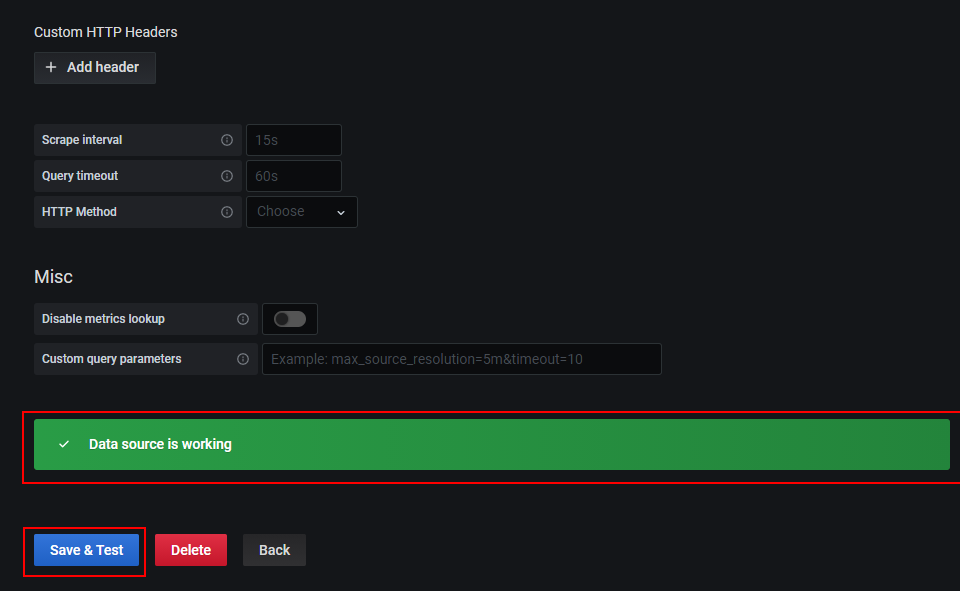 Custom HTTP Headers
+ Add header
Scrape interval 15s
Query timeout 60s
HTTP Method Choose
Misc
Disable metrics lookup
Custom query parameters Example: max_source_resolution=5m&timeout=10
Data source is working
Save & Test Delete Back